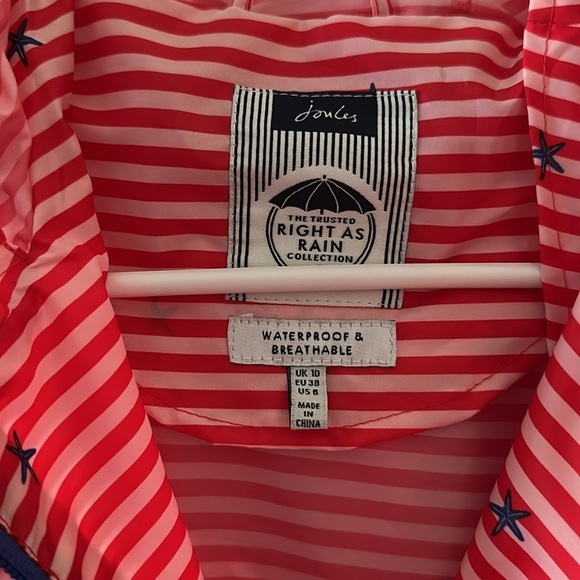 Joules
THE TRUSTED
RIGHT AS
RAIN
COLLECTION
WATERPROOF &
BREATHABLE
UK 10
EU 38
US 6
MADE
IN
CHINA